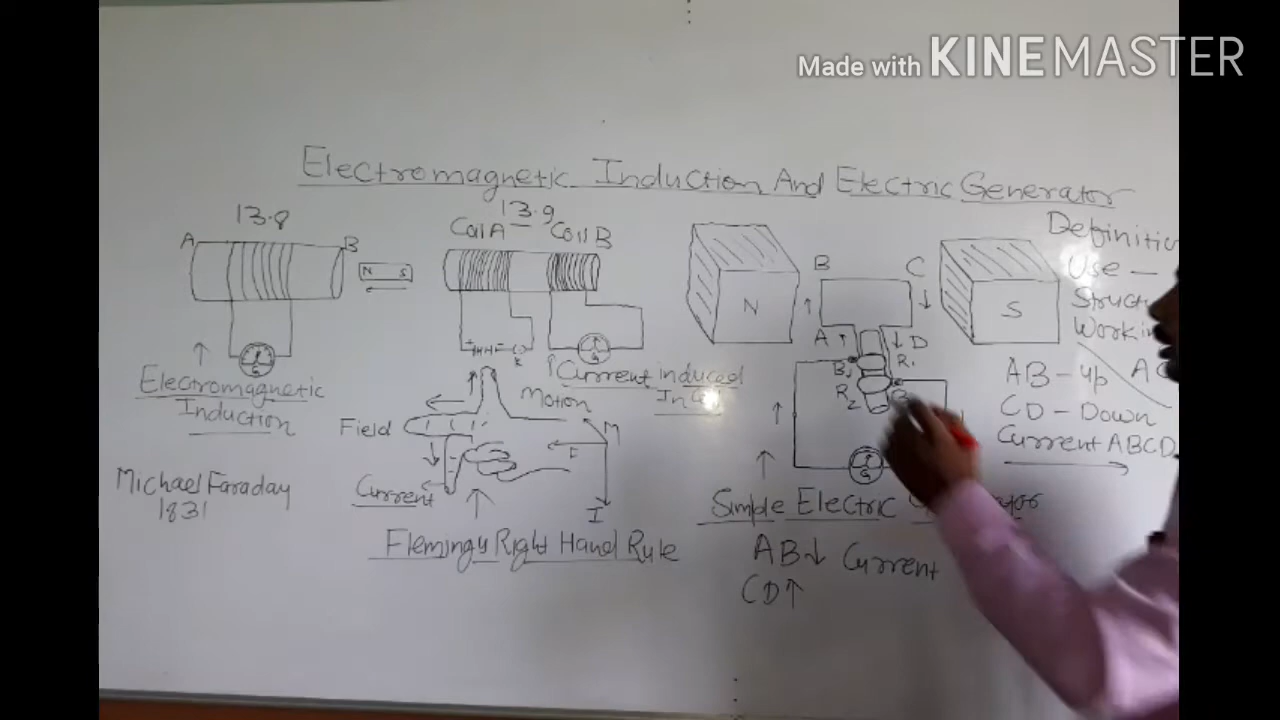 Made with KINEMASTER
Electromagnetic Induction And Electric Generator
13.8
A
B
N S
G
Electromagnetic
Induction
Michael Faraday
1831
13.9
Coil A
Coil B
K
G
Current induced
In
Motion
Field
Current
M
F
I
Fleming's Right Hand Rule
N
B
C
A
D
B1
R1
R2
B
G
S
Simple Electric
AB↓ Current
CD↑
Use —
AB - up
CD - Down
Current ABCD